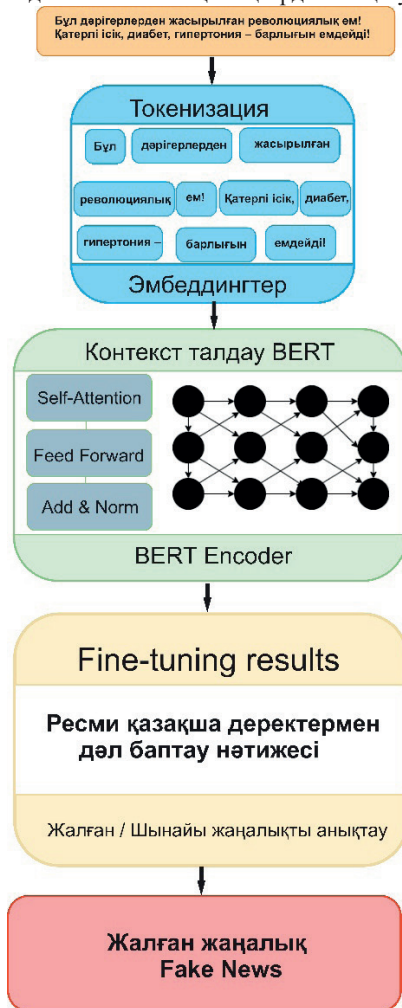 Бұл дәрігерлерден жасырылған революциялық ем!
Қатерлі ісік, диабет, гипертония – барлығын емдейді!
Токенизация
Бұл дәрігерлерден жасырылған
революциялық ем! Қатерлі ісік, диабет,
гипертония – барлығын емдейді!
Эмбеддингтер
Контекст талдау BERT
Self-Attention
Feed Forward
Add & Norm
BERT Encoder
Fine-tuning results
Ресми қазақша деректермен
дәл баптау нәтижесі
Жалған / Шынайы жаңалықты анықтау
Жалған жаңалық
Fake News